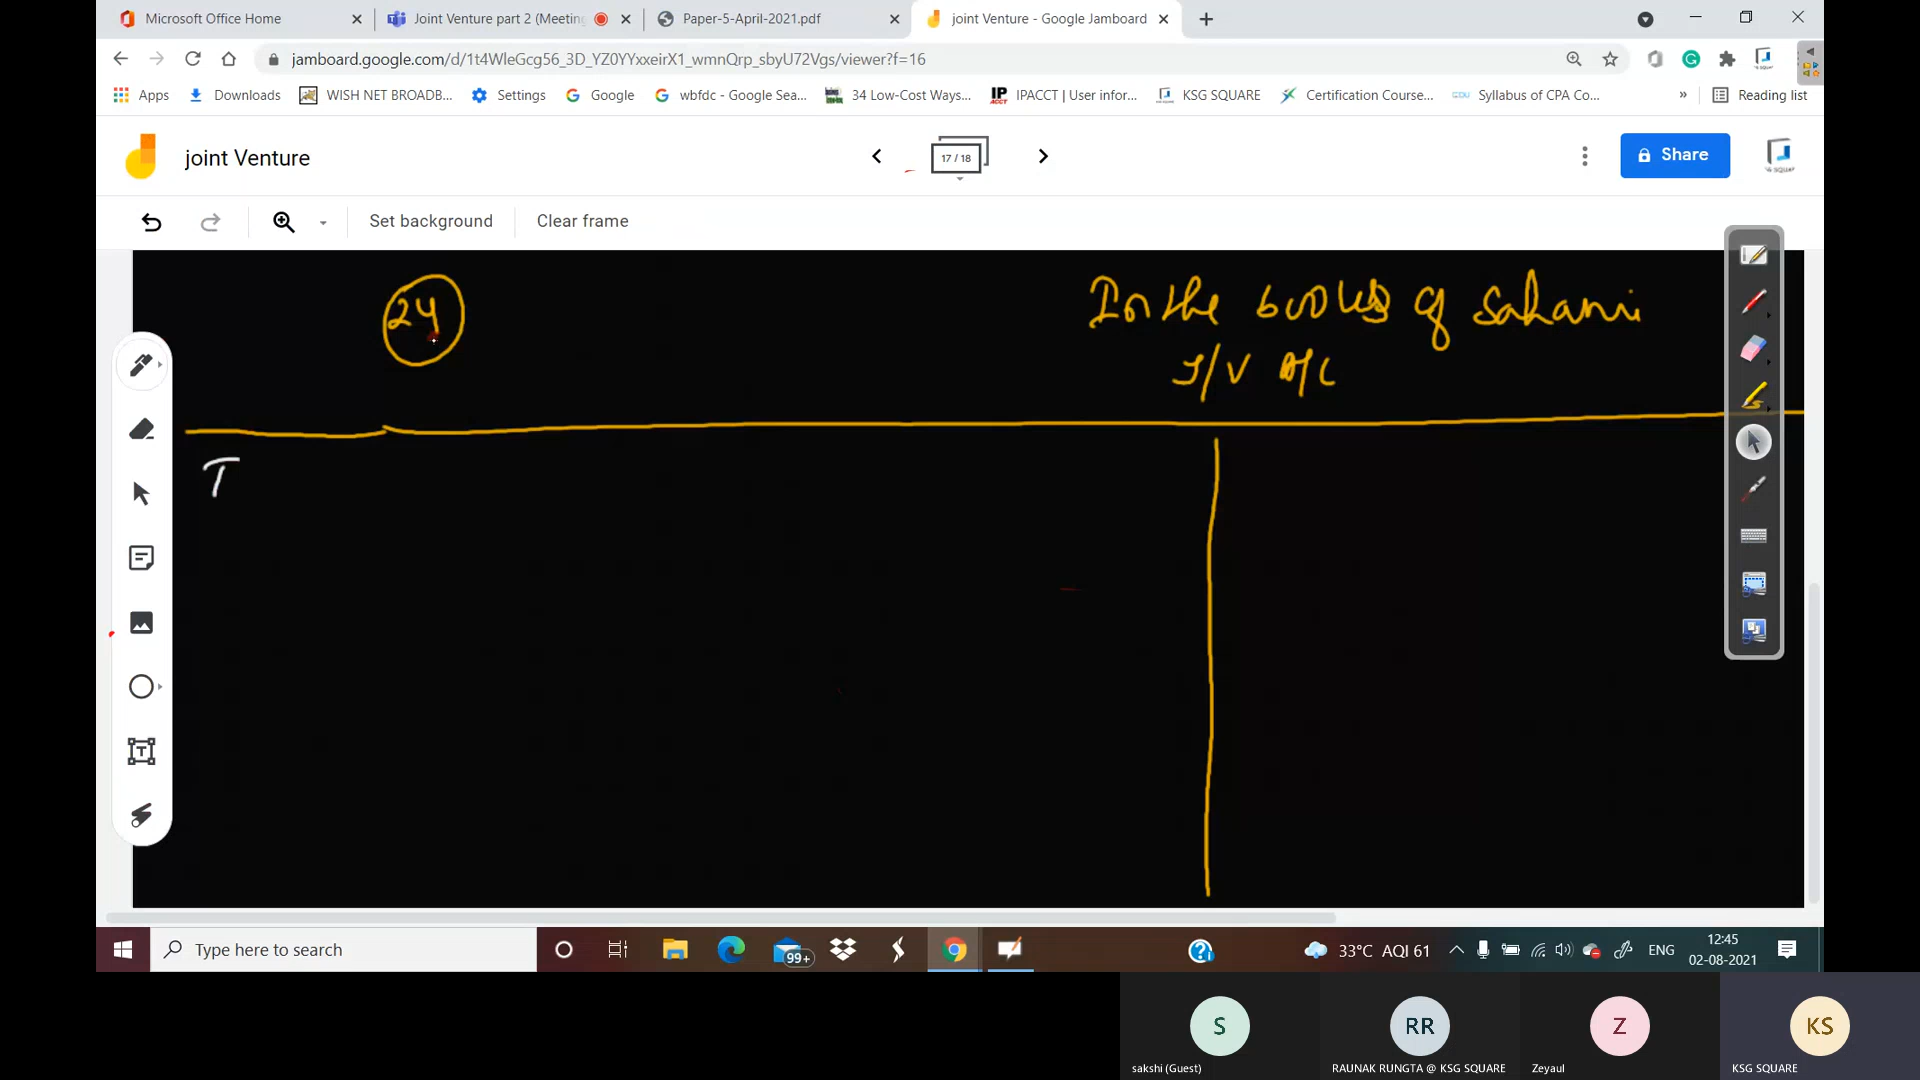 Microsoft Office Home
Joint Venture part 2 (Meetin
Paper-5-April-2021.pdf
joint Venture - Google Jamboard
jamboard.google.com/d/1t4WleGcg56_3D_YZ0YYxxeirX1_wmnQrp_sbyU72Vgs/viewer?f=16
Apps
Downloads
WISH NET BROADB...
Settings
Google
wbfdc - Google Sea...
34 Low-Cost Ways...
IPACCT | User infor...
KSG SQUARE
Certification Course...
Syllabus of CPA Co...
»
Reading list
joint Venture
17 / 18
Share
Set background
Clear frame
24
In the books of Sahani
J/V A/C
T
Type here to search
99+
33°C AQI 61
ENG
12:45
02-08-2021
S
RR
Z
KS
sakshi (Guest)
RAUNAK RUNGTA @ KSG SQUARE
Zeyaul
KSG SQUARE